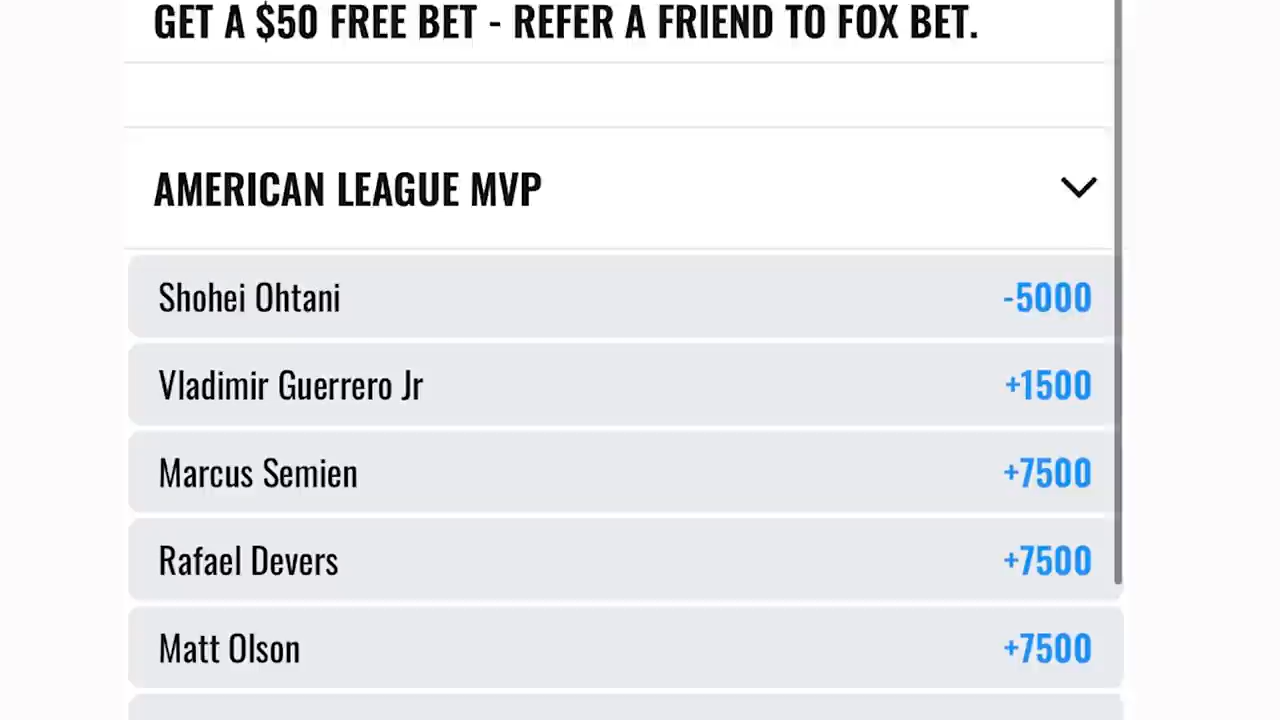 GET A $50 FREE BET - REFER A FRIEND TO FOX BET.
AMERICAN LEAGUE MVP
Shohei Ohtani -5000
Vladimir Guerrero Jr +1500
Marcus Semien +7500
Rafael Devers +7500
Matt Olson +7500